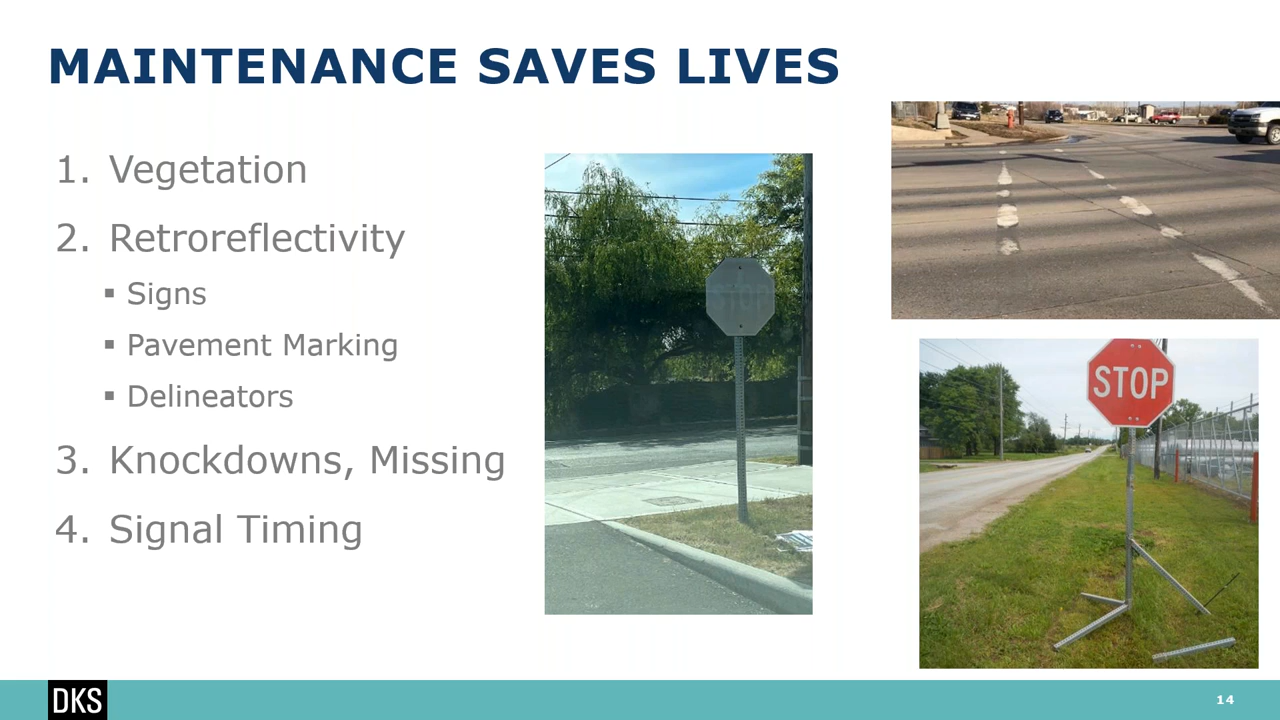 MAINTENANCE SAVES LIVES
1. Vegetation
2. Retroreflectivity
▪ Signs
▪ Pavement Marking
▪ Delineators
3. Knockdowns, Missing
4. Signal Timing
STOP
STOP
DKS
14